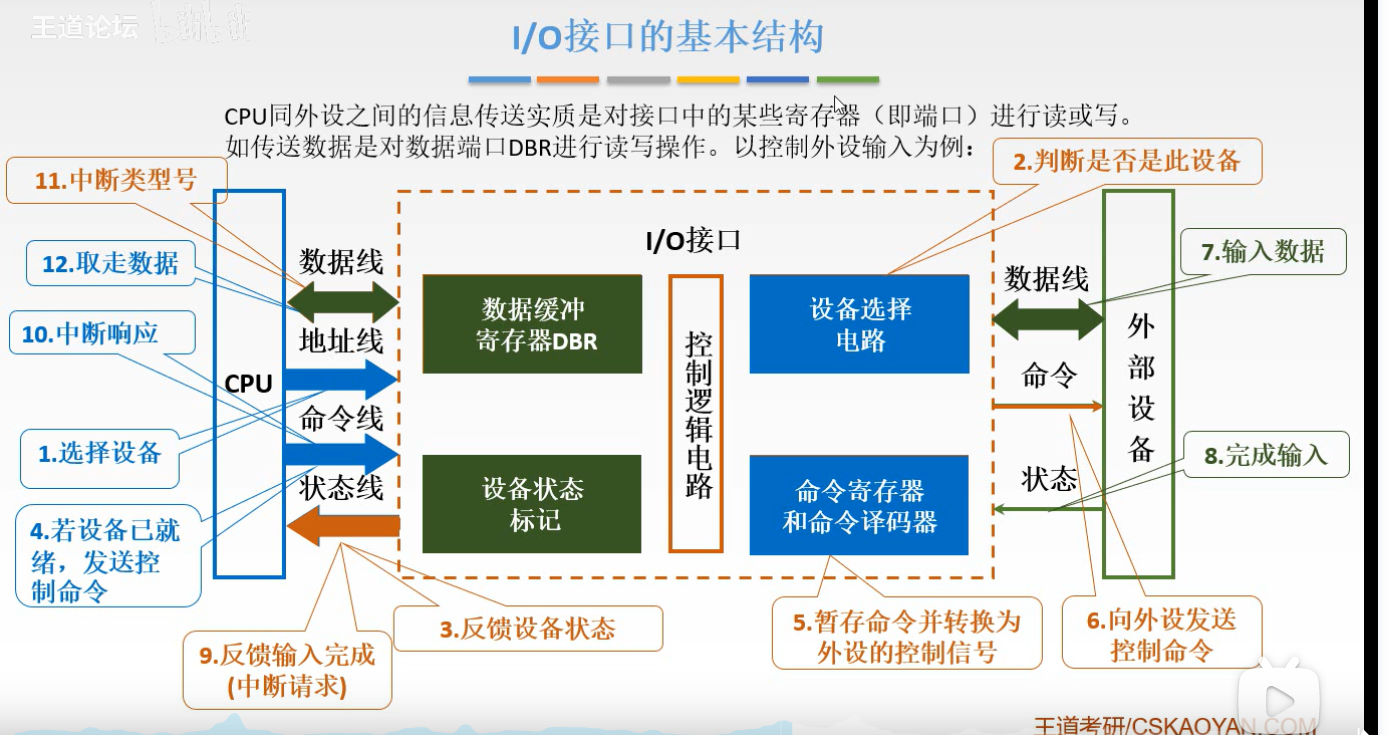 王道论坛
I/O接口的基本结构
CPU同外设之间的信息传送实质是对接口中的某些寄存器（即端口）进行读或写。
如传送数据是对数据端口DBR进行读写操作。以控制外设输入为例：
2.判断是否是此设备
11.中断类型号
I/O接口
7.输入数据
12.取走数据
数据线
数据线
数据缓冲
寄存器DBR
设备选择
电路
10.中断响应
地址线
控制逻辑电路
外部设备
CPU
命令
命令线
1.选择设备
8.完成输入
状态线
状态
设备状态
标记
命令寄存器
和命令译码器
4.若设备已就
绪，发送控
制命令
3.反馈设备状态
5.暂存命令并转换为
外设的控制信号
6.向外设发送
控制命令
9.反馈输入完成
(中断请求)
王道考研/CSKAOYAN.COM